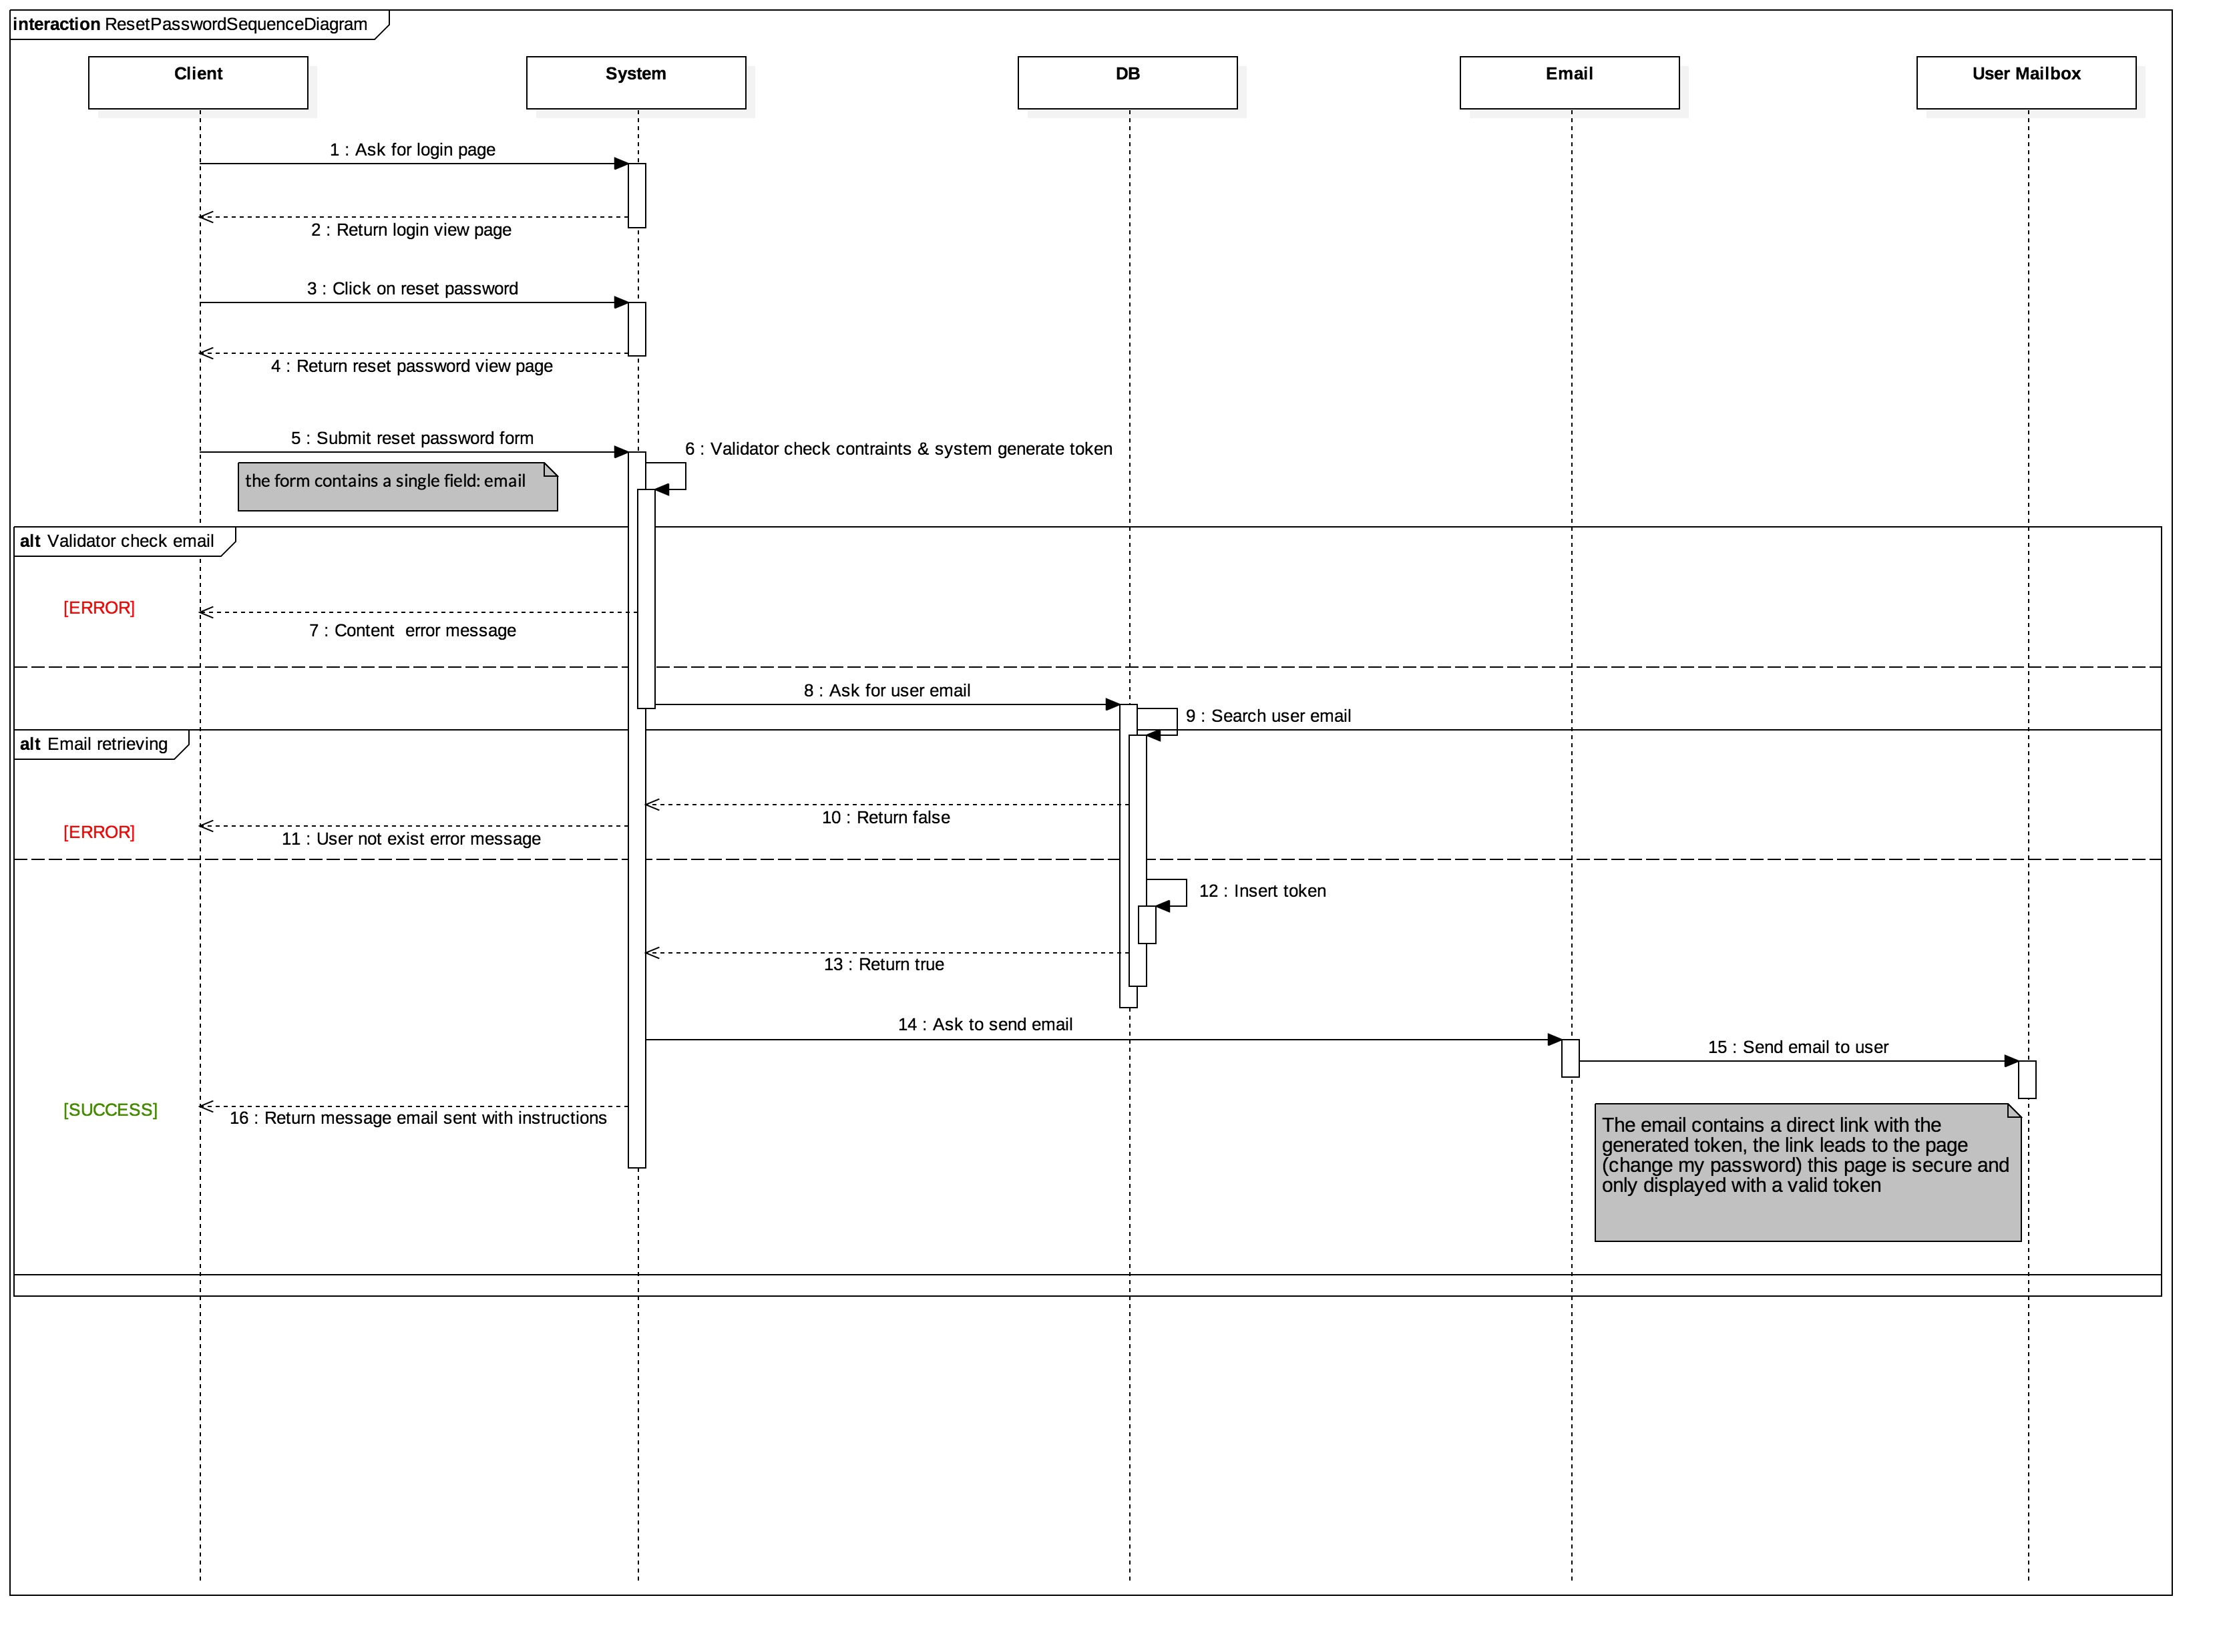 interaction ResetPasswordSequenceDiagram
Client
System
DB
Email
User Mailbox
1 : Ask for login page
2 : Return login view page
3 : Click on reset password
4 : Return reset password view page
5 : Submit reset password form
6 : Validator check contraints & system generate token
the form contains a single field: email
alt Validator check email
[ERROR]
7 : Content  error message
8 : Ask for user email
9 : Search user email
alt Email retrieving
10 : Return false
[ERROR]
11 : User not exist error message
12 : Insert token
13 : Return true
14 : Ask to send email
15 : Send email to user
[SUCCESS]
16 : Return message email sent with instructions
The email contains a direct link with the
generated token, the link leads to the page
(change my password) this page is secure and
only displayed with a valid token